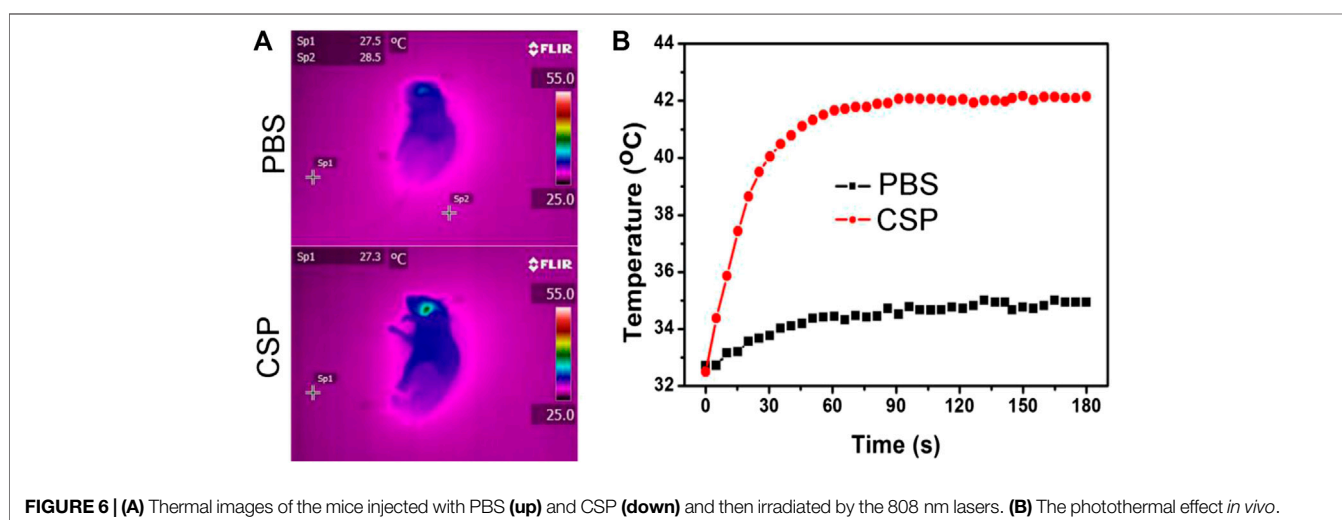 A
Sp1 27.5 °C
Sp2 28.5
FLIR
55.0
Sp1
Sp2
25.0
PBS
Sp1 27.3 °C
FLIR
55.0
Sp1
25.0
CSP
B
44
42
40
38
36
34
32
Temperature (°C)
PBS
CSP
0 30 60 90 120 150 180
Time (s)
FIGURE 6 | (A) Thermal images of the mice injected with PBS (up) and CSP (down) and then irradiated by the 808 nm lasers. (B) The photothermal effect in vivo.